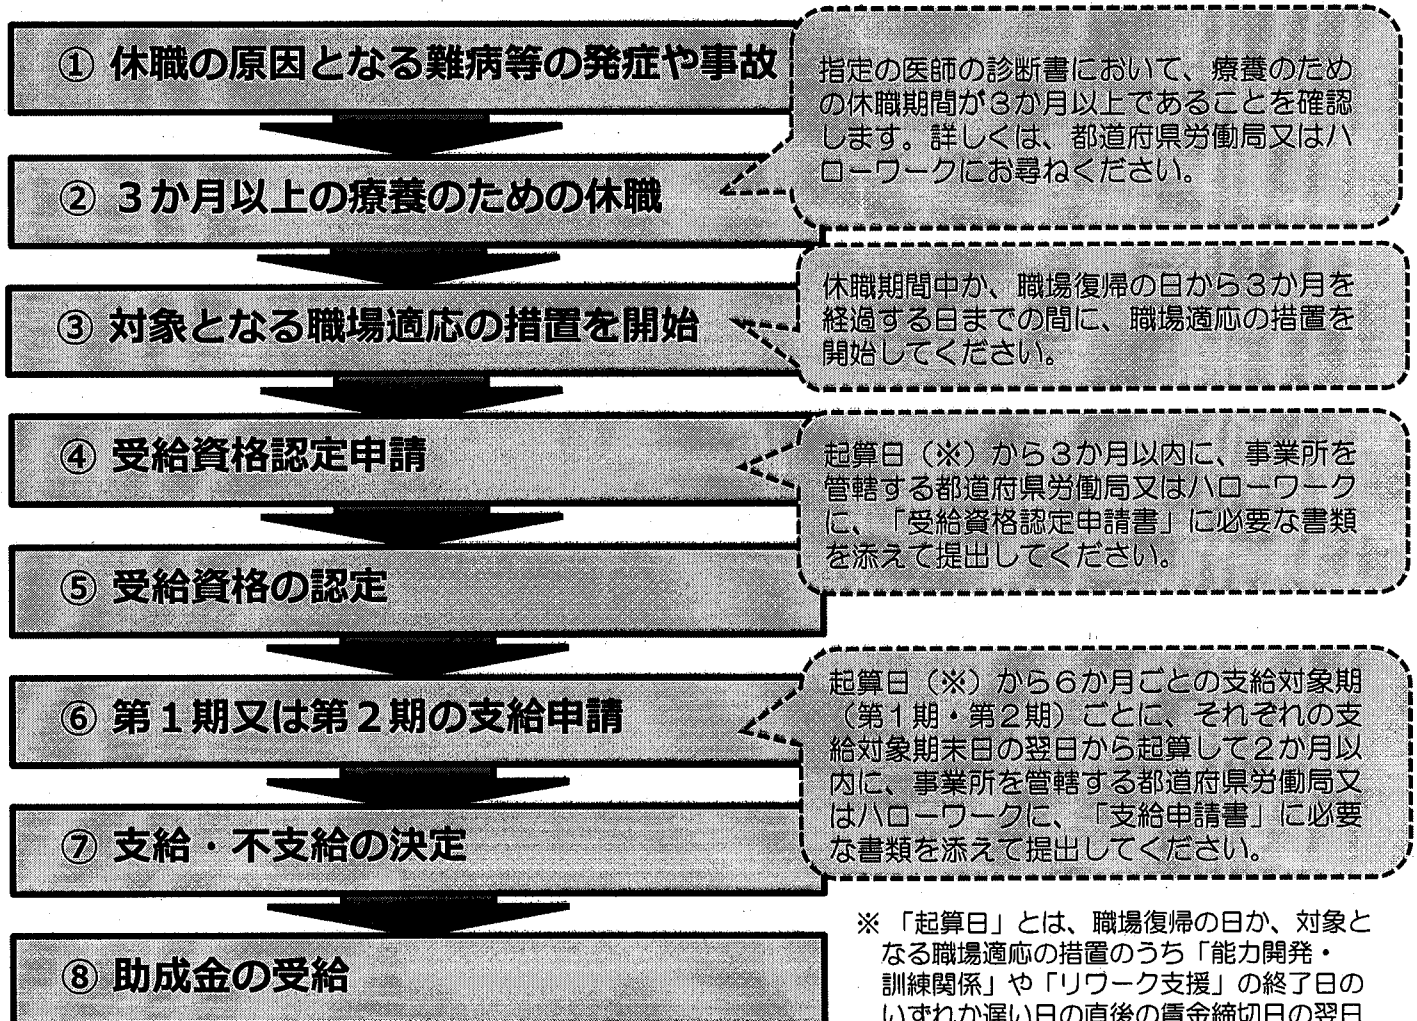 ① 休職の原因となる難病等の発症や事故
指定の医師の診断書において、療養のため
の休職期間が３か月以上であることを確認
します。詳しくは、都道府県労働局又はハ
ローワークにお尋ねください。
② ３か月以上の療養のための休職
③ 対象となる職場適応の措置を開始
休職期間中か、職場復帰の日から３か月を
経過する日までの間に、職場適応の措置を
開始してください。
④ 受給資格認定申請
起算日（※）から３か月以内に、事業所を
管轄する都道府県労働局又はハローワーク
に、「受給資格認定申請書」に必要な書類
を添えて提出してください。
⑤ 受給資格の認定
⑥ 第１期又は第２期の支給申請
起算日（※）から６か月ごとの支給対象期
（第１期・第２期）ごとに、それぞれの支
給対象期末日の翌日から起算して２か月以
内に、事業所を管轄する都道府県労働局又
はハローワークに、「支給申請書」に必要
な書類を添えて提出してください。
⑦ 支給・不支給の決定
⑧ 助成金の受給
※ 「起算日」とは、職場復帰の日か、対象と
なる職場適応の措置のうち「能力開発・
訓練関係」や「リワーク支援」の終了日の
いずれか遅い日の直後の賃金締切日の翌日